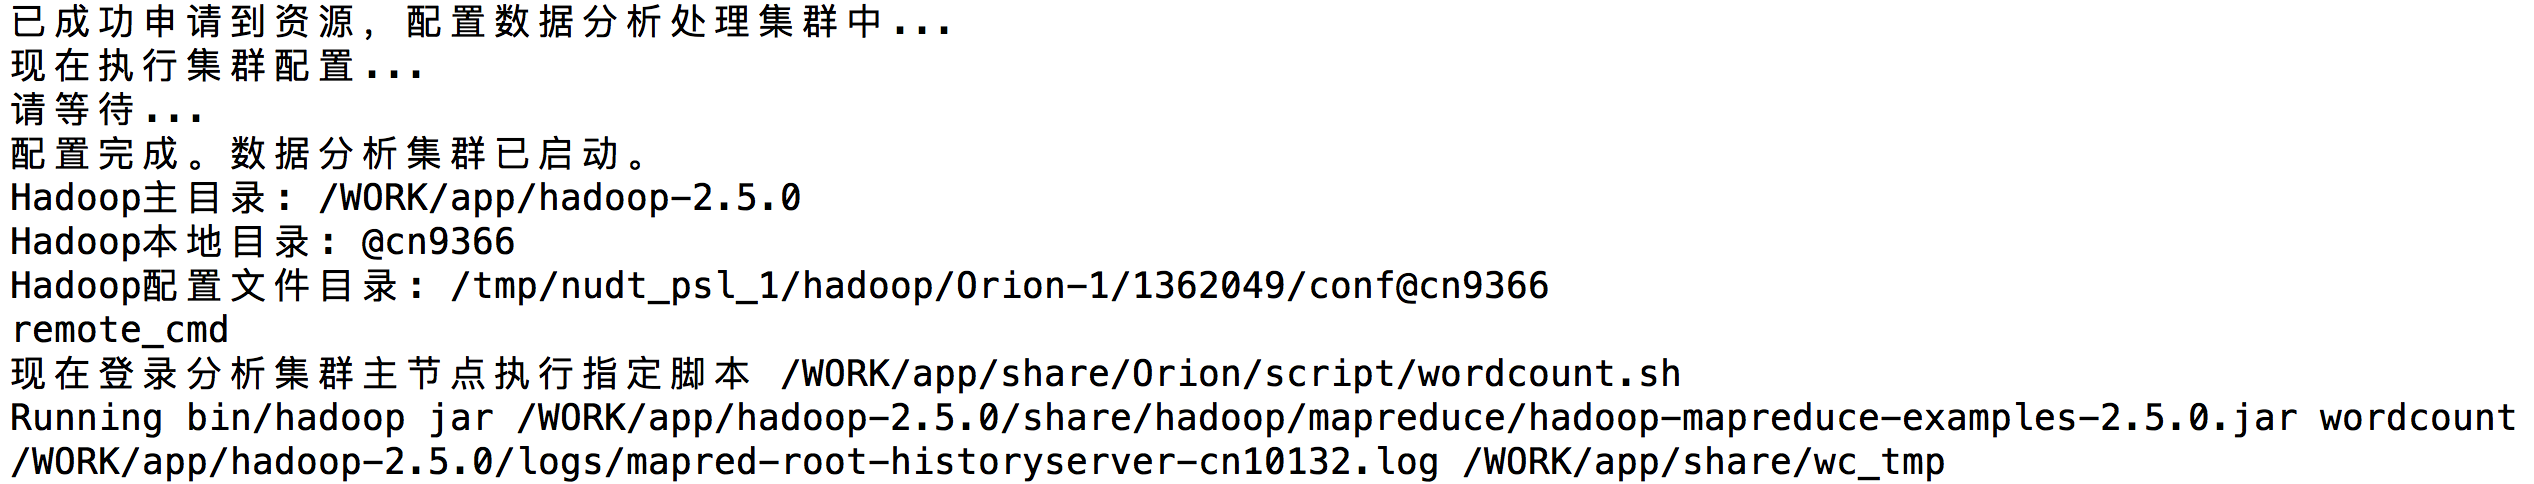 已成功申请到资源，配置数据分析处理集群中...
现在执行集群配置...
请等待...
配置完成。数据分析集群已启动。
Hadoop主目录: /WORK/app/hadoop-2.5.0
Hadoop本地目录: @cn9366
Hadoop配置文件目录: /tmp/nudt_psl_1/hadoop/Orion-1/1362049/conf@cn9366
remote_cmd
现在登录分析集群主节点执行指定脚本 /WORK/app/share/Orion/script/wordcount.sh
Running bin/hadoop jar /WORK/app/hadoop-2.5.0/share/hadoop/mapreduce/hadoop-mapreduce-examples-2.5.0.jar wordcount
/WORK/app/hadoop-2.5.0/logs/mapred-root-historyserver-cn10132.log /WORK/app/share/wc_tmp